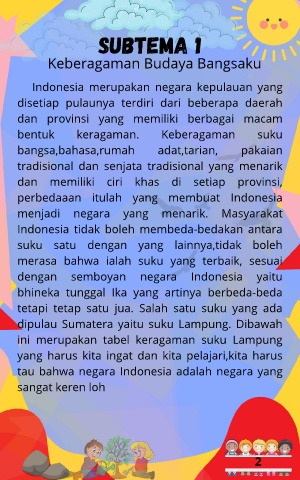 SUBTEMA 1
Keberagaman Budaya Bangsaku
Indonesia merupakan negara kepulauan yang
disetiap pulaunya terdiri dari beberapa daerah
dan provinsi yang memiliki berbagai macam
bentuk keragaman. Keberagaman suku
bangsa,bahasa,rumah adat,tarian, pakaian
tradisional dan senjata tradisional yang menarik
dan memiliki ciri khas di setiap provinsi,
perbedaaan itulah yang membuat Indonesia
menjadi negara yang menarik. Masyarakat
Indonesia tidak boleh membeda-bedakan antara
suku satu dengan yang lainnya,tidak boleh
merasa bahwa ialah suku yang terbaik, sesuai
dengan semboyan negara Indonesia yaitu
bhineka tunggal Ika yang artinya berbeda-beda
tetapi tetap satu jua. Salah satu suku yang ada
dipulau Sumatera yaitu suku Lampung. Dibawah
ini merupakan tabel keragaman suku Lampung
yang harus kita ingat dan kita pelajari,kita harus
tau bahwa negara Indonesia adalah negara yang
sangat keren loh
2